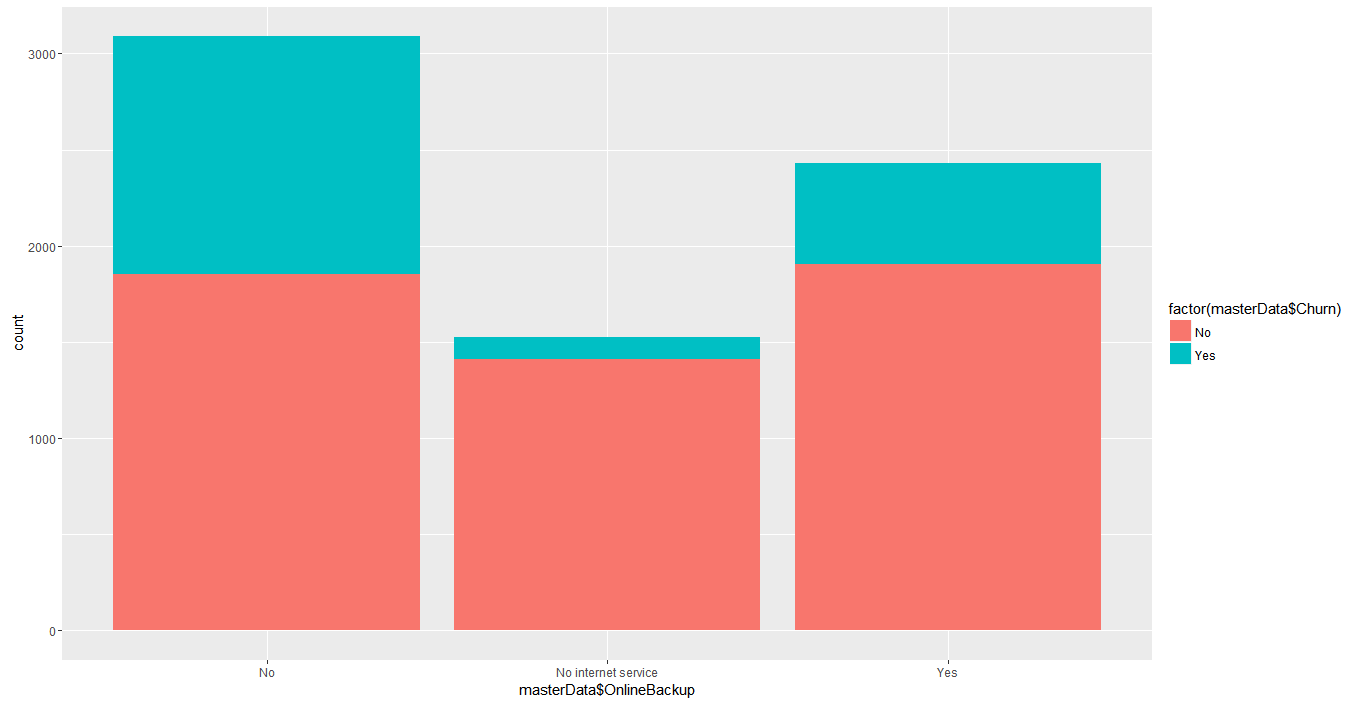 3000
2000
1000
0
count
No
No internet service
Yes
masterData$OnlineBackup
factor(masterData$Churn)
No
Yes